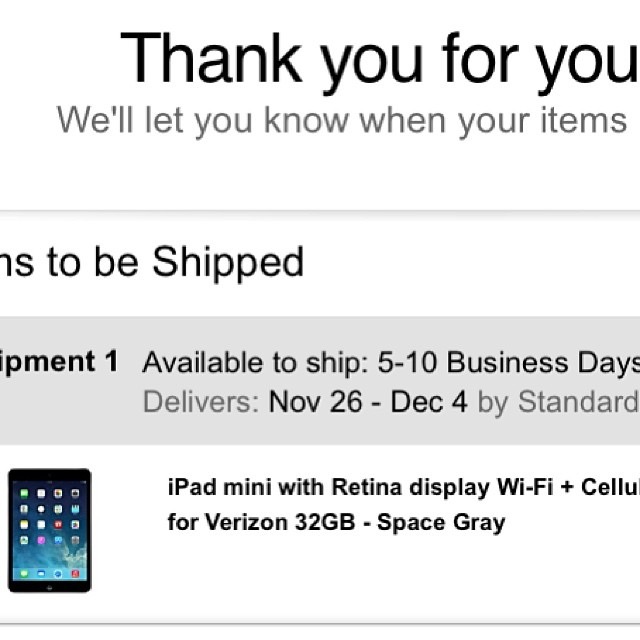 Thank you for you
We'll let you know when your items
ns to be Shipped
ipment 1 Available to ship: 5-10 Business Days
Delivers: Nov 26 - Dec 4 by Standard
iPad mini with Retina display Wi-Fi + Cellul
for Verizon 32GB - Space Gray